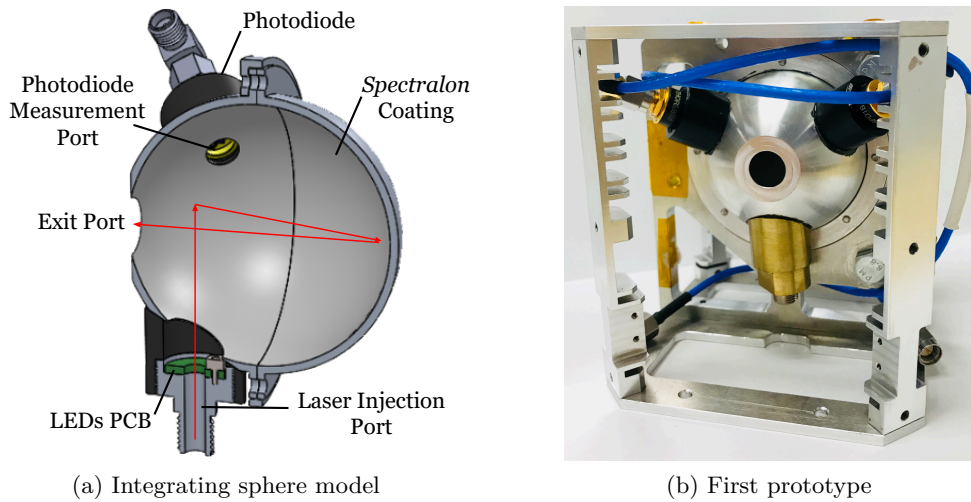 Photodiode
Photodiode
Measurement
Port
Spectralon
Coating
Exit Port
LEDs PCB
Laser Injection
Port
(a) Integrating sphere model
(b) First prototype